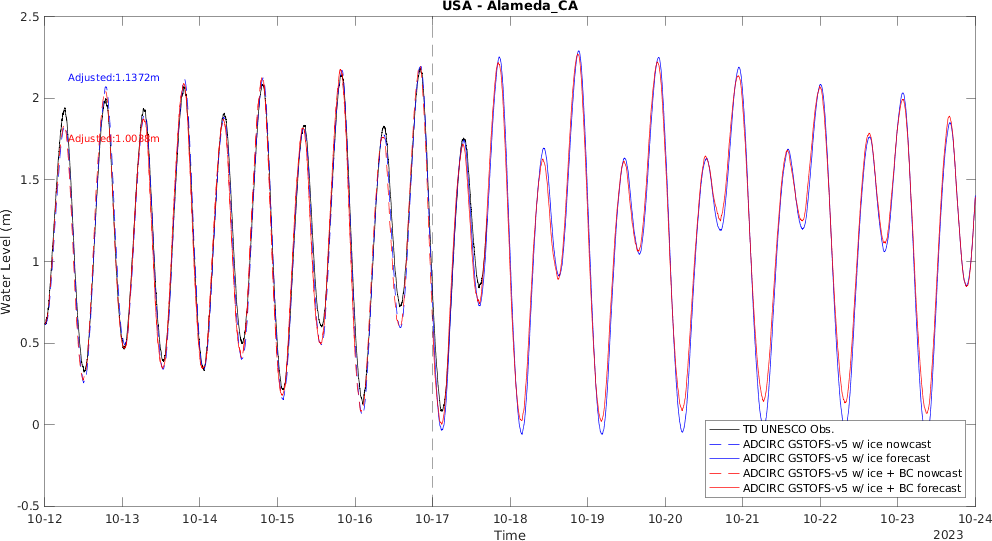 USA - Alameda_CA
2.5
2
1.5
1
0.5
0
-0.5
Water Level (m)
Adjusted:1.1372m
Adjusted:1.0038m
TD UNESCO Obs.
ADCIRC GSTOFS-v5 w/ ice nowcast
ADCIRC GSTOFS-v5 w/ ice forecast
ADCIRC GSTOFS-v5 w/ ice + BC nowcast
ADCIRC GSTOFS-v5 w/ ice + BC forecast
10-12 10-13 10-14 10-15 10-16 10-17 10-18 10-19 10-20 10-21 10-22 10-23 10-24
Time
2023